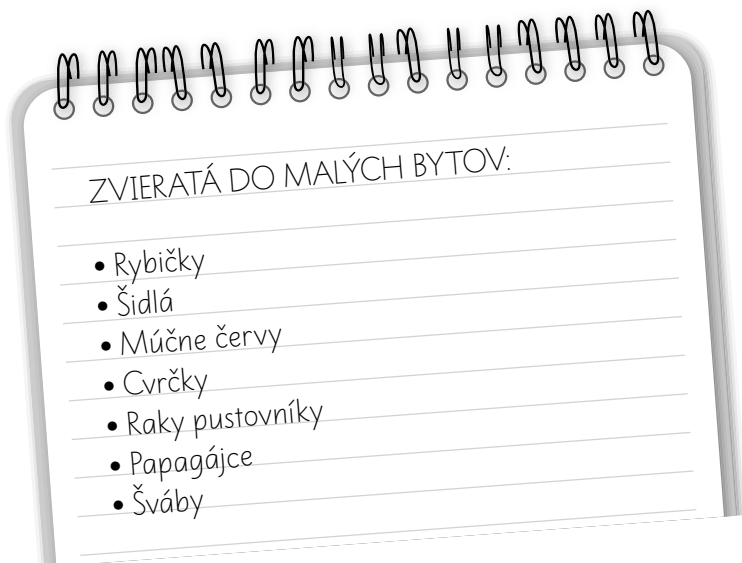 ZVIERATÁ DO MALÝCH BYTOV:
• Rybičky
• Šidlá
• Múčne červy
• Cvrčky
• Raky pustovníky
• Papagájce
• Šváby